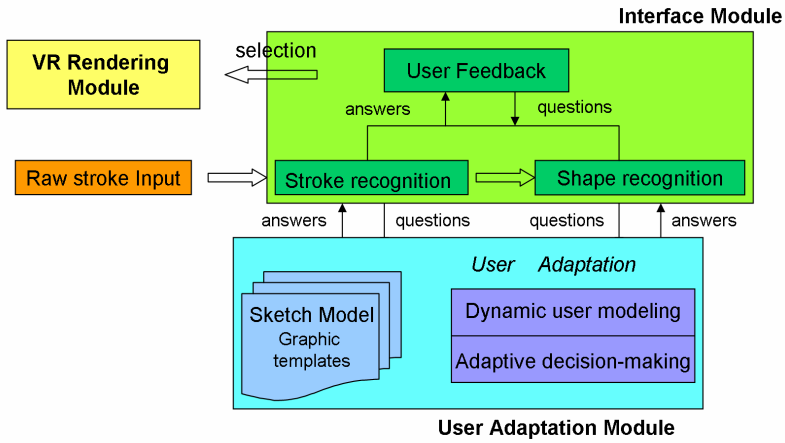 Interface Module
selection
VR Rendering
Module
User Feedback
answers
questions
Raw stroke Input
Stroke recognition
Shape recognition
answers
questions
questions
answers
User Adaptation
Sketch Model
Graphic
templates
Dynamic user modeling
Adaptive decision-making
User Adaptation Module